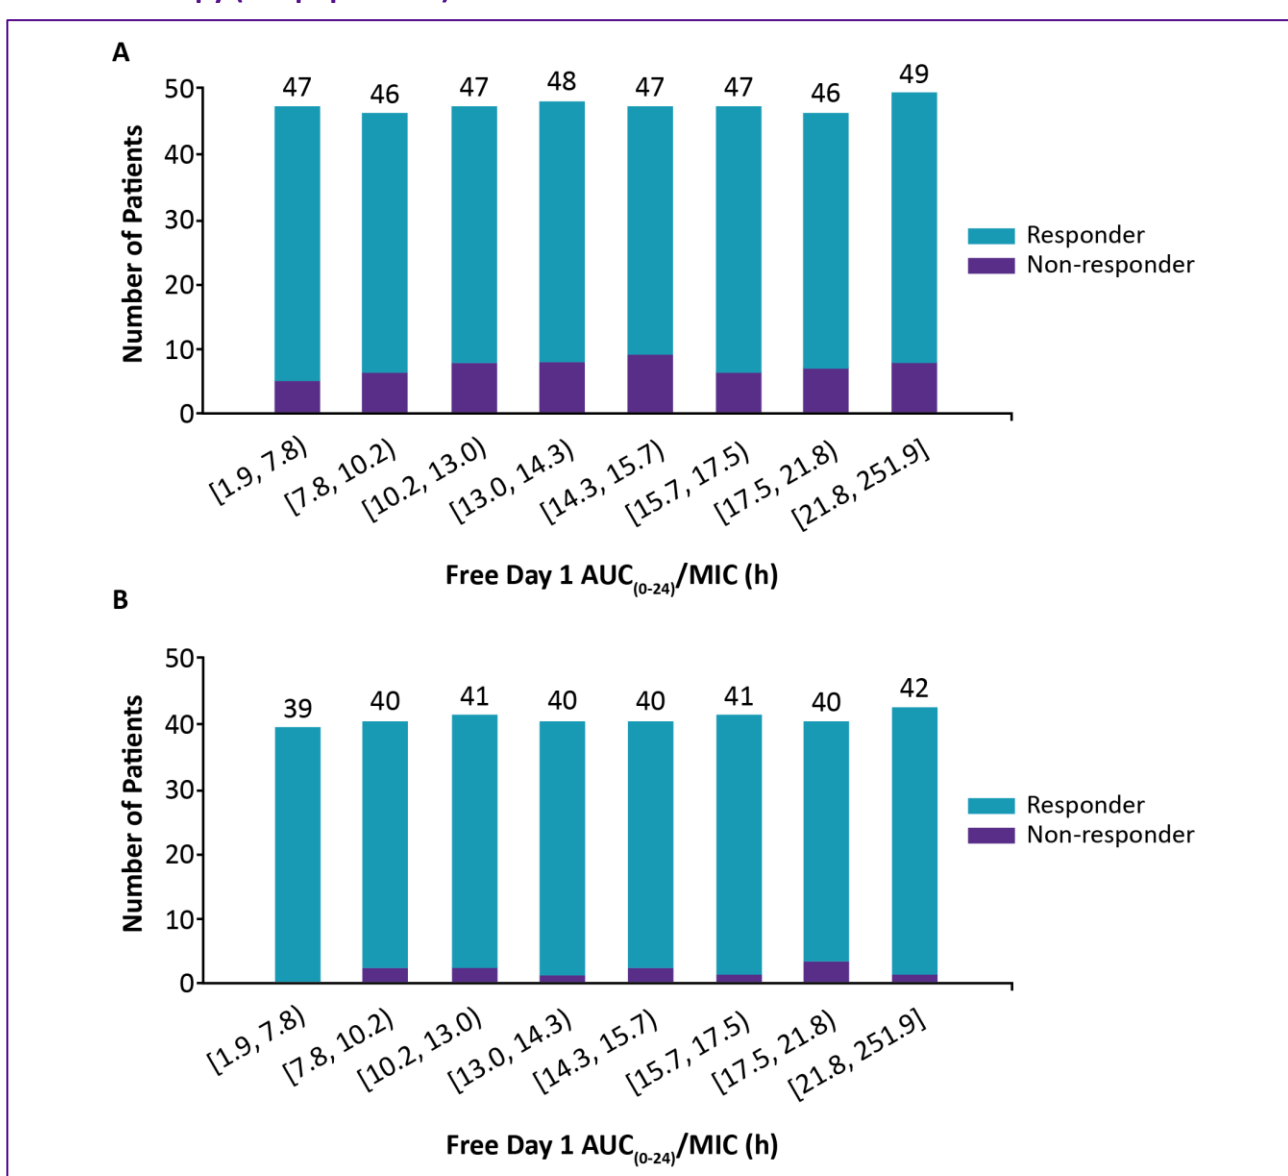 A
47 46 47 48 47 47 46 49
50
40
30
20
10
0
Number of Patients
Responder
Non-responder
[1.9, 7.8) [7.8, 10.2) [10.2, 13.0) [13.0, 14.3) [14.3, 15.7) [15.7, 17.5) [17.5, 21.8) [21.8, 251.9]
Free Day 1 AUC(0-24)/MIC (h)
B
39 40 41 40 40 41 40 42
50
40
30
20
10
0
Number of Patients
Responder
Non-responder
[1.9, 7.8) [7.8, 10.2) [10.2, 13.0) [13.0, 14.3) [14.3, 15.7) [15.7, 17.5) [17.5, 21.8) [21.8, 251.9]
Free Day 1 AUC(0-24)/MIC (h)